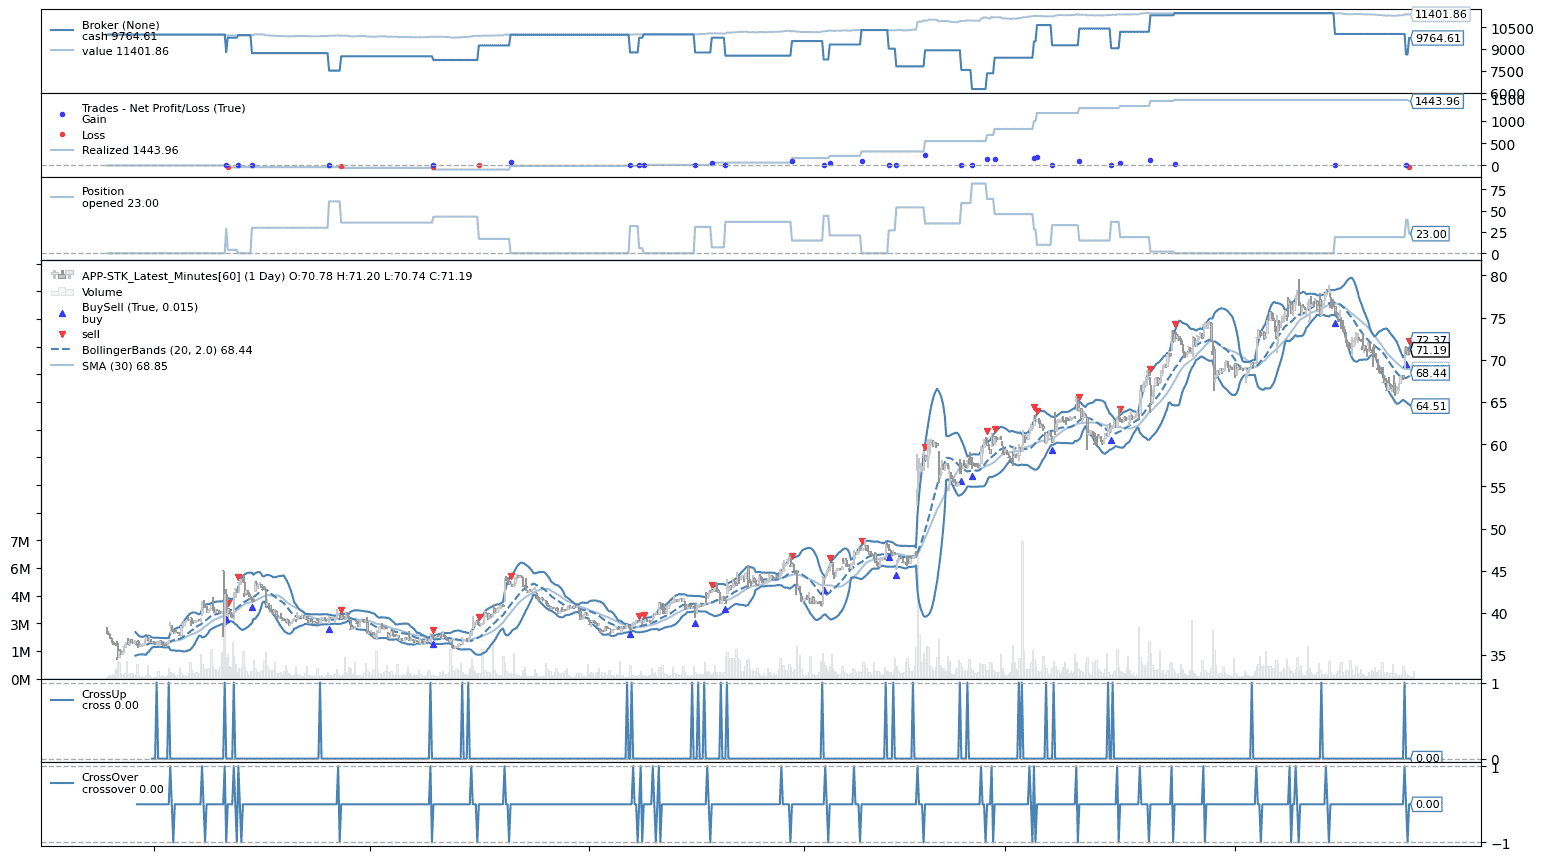 Broker (None)
cash 9764.61
value 11401.86
11401.86
10500
9764.61
9000
7500
6000
Trades - Net Profit/Loss (True)
Gain
Loss
Realized 1443.96
1500
1443.96
1000
500
0
Position
opened 23.00
75
50
25
23.00
0
APP-STK_Latest_Minutes[60] (1 Day) O:70.78 H:71.20 L:70.74 C:71.19
Volume
BuySell (True, 0.015)
buy
sell
BollingerBands (20, 2.0) 68.44
SMA (30) 68.85
80
75
72.37
71.19
70
68.44
65
64.51
60
55
50
45
40
35
7M
6M
4M
3M
1M
0M
CrossUp
cross 0.00
1
0.00
0
CrossOver
crossover 0.00
1
0.00
−1